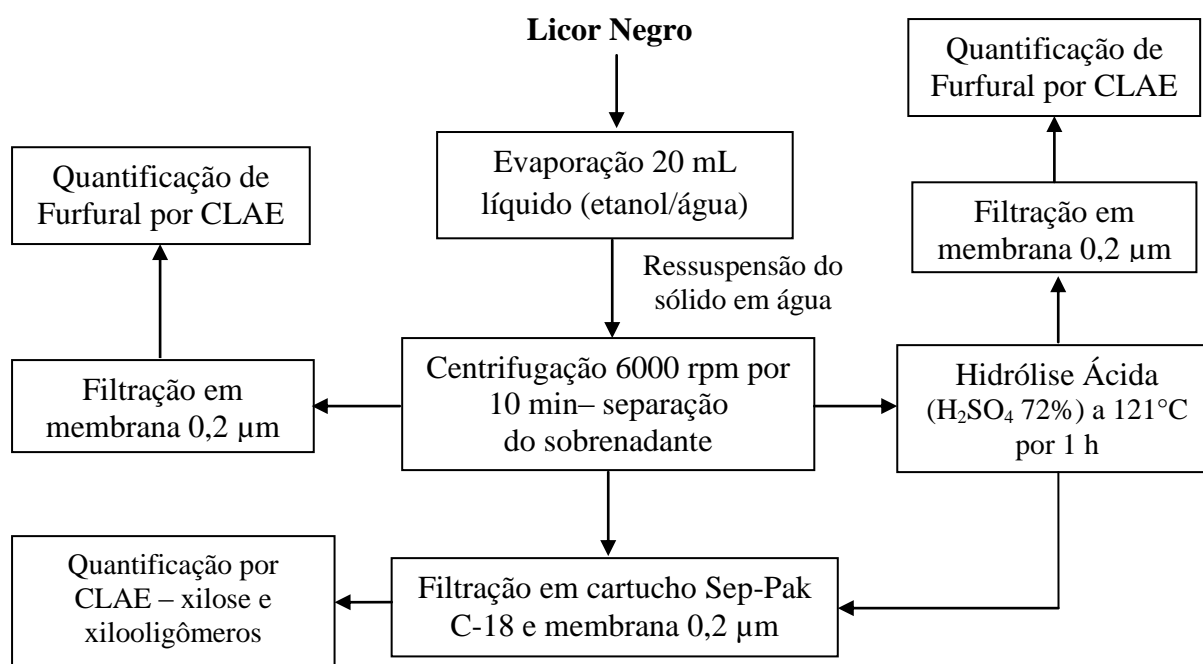 Licor Negro
Quantificação de
Furfural por CLAE
Evaporação 20 mL
líquido (etanol/água)
Quantificação de
Furfural por CLAE
Filtração em
membrana 0,2 µm
Ressuspensão do
sólido em água
Filtração em
membrana 0,2 µm
Centrifugação 6000 rpm por
10 min– separação
do sobrenadante
Hidrólise Ácida
(H₂SO₄ 72%) a 121°C
por 1 h
Quantificação por
CLAE – xilose e
xilooligômeros
Filtração em cartucho Sep-Pak
C-18 e membrana 0,2 µm